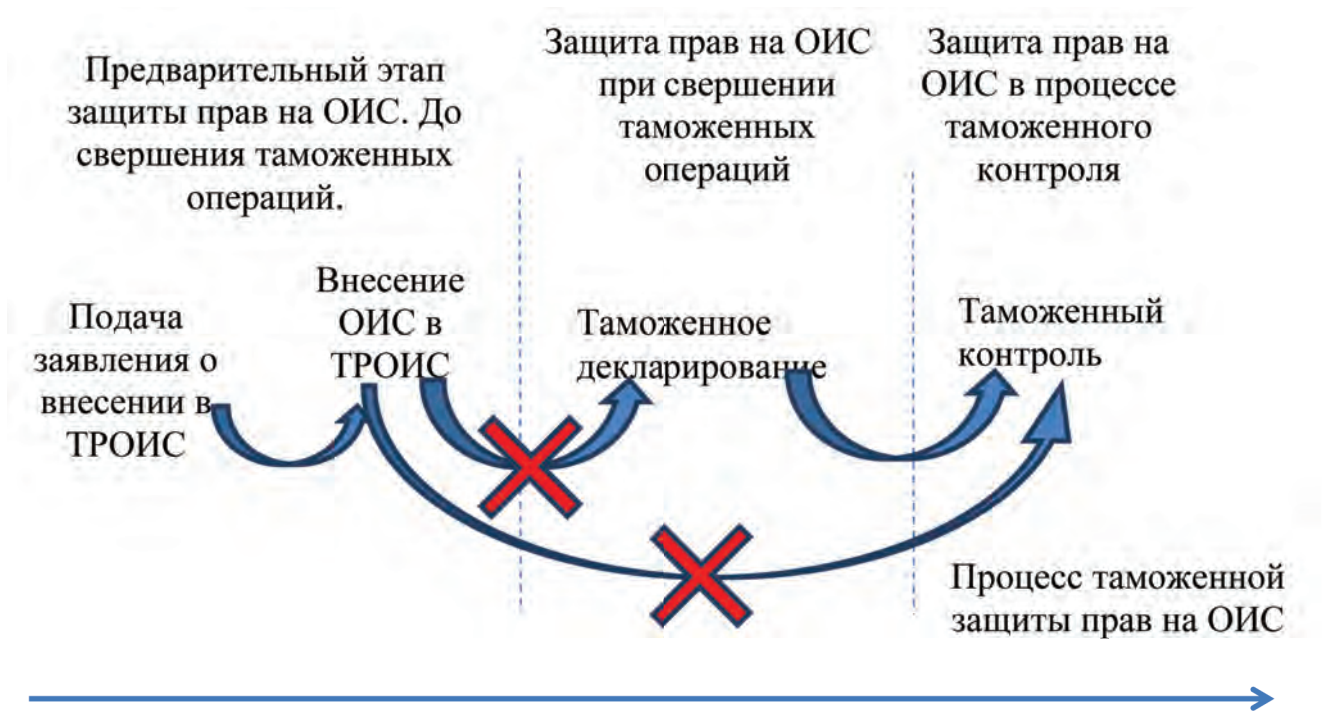 Предварительный этап
защиты прав на ОИС. До
свершения таможенных
операций.
Защита прав на ОИС
при свершении
таможенных
операций
Защита прав на
ОИС в процессе
таможенного
контроля
Подача
заявления о
внесении в
ТРОИС
Внесение
ОИС в
ТРОИС
Таможенное
декларирование
Таможенный
контроль
Процесс таможенной
защиты прав на ОИС